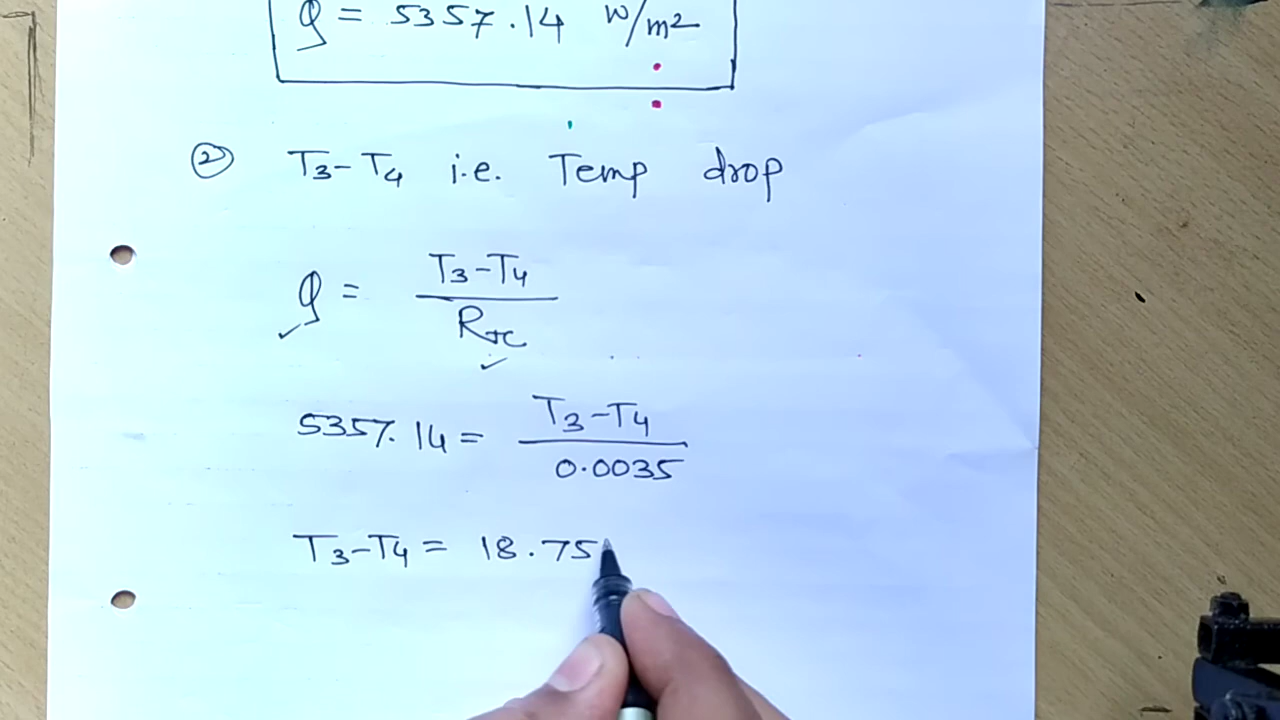 Q = 5357.14 W/m²
② T₃-T₄ i.e. Temp drop
Q = T₃-T₄ / Rtc
5357.14 = T₃-T₄ / 0.0035
T₃-T₄ = 18.75